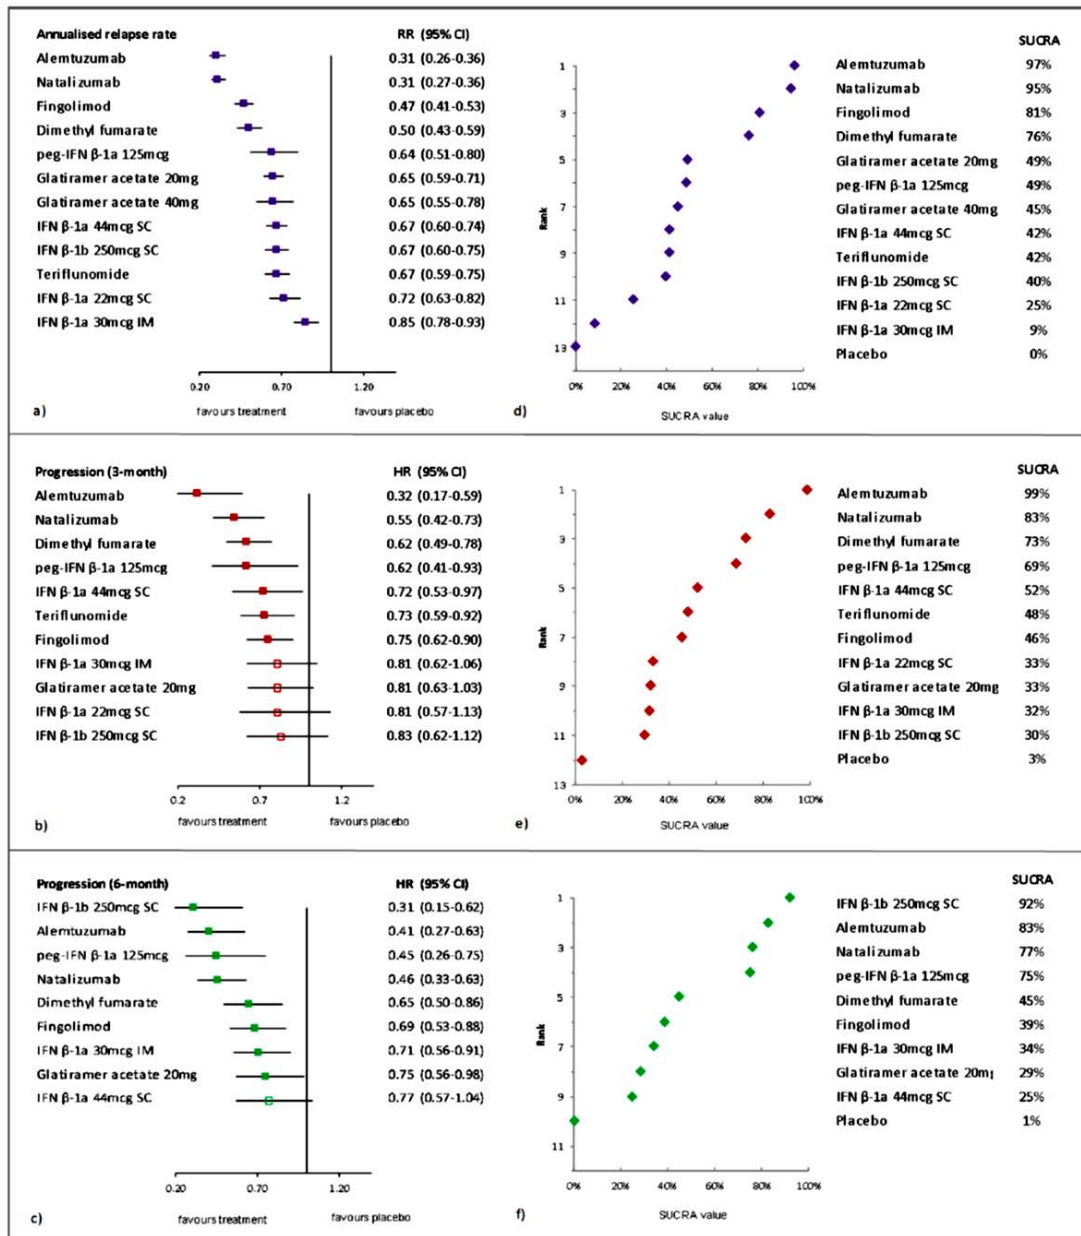 Annualised relapse rate RR (95% CI)
Alemtuzumab 0.31 (0.26-0.36)
Natalizumab 0.31 (0.27-0.36)
Fingolimod 0.47 (0.41-0.53)
Dimethyl fumarate 0.50 (0.43-0.59)
peg-IFN β-1a 125mcg 0.64 (0.51-0.80)
Glatiramer acetate 20mg 0.65 (0.59-0.71)
Glatiramer acetate 40mg 0.65 (0.55-0.78)
IFN β-1a 44mcg SC 0.67 (0.60-0.74)
IFN β-1b 250mcg SC 0.67 (0.60-0.75)
Teriflunomide 0.67 (0.59-0.75)
IFN β-1a 22mcg SC 0.72 (0.63-0.82)
IFN β-1a 30mcg IM 0.85 (0.78-0.93)
0.20 0.70 1.20
a) favours treatment favours placebo
SUCRA
Alemtuzumab 97%
Natalizumab 95%
Fingolimod 81%
Dimethyl fumarate 76%
Glatiramer acetate 20mg 49%
peg-IFN β-1a 125mcg 49%
Glatiramer acetate 40mg 45%
IFN β-1a 44mcg SC 42%
Teriflunomide 42%
IFN β-1b 250mcg SC 40%
IFN β-1a 22mcg SC 25%
IFN β-1a 30mcg IM 9%
Placebo 0%
Rank
1
3
5
7
9
11
13
0% 20% 40% 60% 80% 100%
d) SUCRA value
Progression (3-month) HR (95% CI)
Alemtuzumab 0.32 (0.17-0.59)
Natalizumab 0.55 (0.42-0.73)
Dimethyl fumarate 0.62 (0.49-0.78)
peg-IFN β-1a 125mcg 0.62 (0.41-0.93)
IFN β-1a 44mcg SC 0.72 (0.53-0.97)
Teriflunomide 0.73 (0.59-0.92)
Fingolimod 0.75 (0.62-0.90)
IFN β-1a 30mcg IM 0.81 (0.62-1.06)
Glatiramer acetate 20mg 0.81 (0.63-1.03)
IFN β-1a 22mcg SC 0.81 (0.57-1.13)
IFN β-1b 250mcg SC 0.83 (0.62-1.12)
0.2 0.7 1.2
b) favours treatment favours placebo
SUCRA
Alemtuzumab 99%
Natalizumab 83%
Dimethyl fumarate 73%
peg-IFN β-1a 125mcg 69%
IFN β-1a 44mcg SC 52%
Teriflunomide 48%
Fingolimod 46%
IFN β-1a 22mcg SC 33%
Glatiramer acetate 20mg 33%
IFN β-1a 30mcg IM 32%
IFN β-1b 250mcg SC 30%
Placebo 3%
Rank
1
3
5
7
9
11
13
0% 20% 40% 60% 80% 100%
e) SUCRA value
Progression (6-month) HR (95% CI)
IFN β-1b 250mcg SC 0.31 (0.15-0.62)
Alemtuzumab 0.41 (0.27-0.63)
peg-IFN β-1a 125mcg 0.45 (0.26-0.75)
Natalizumab 0.46 (0.33-0.63)
Dimethyl fumarate 0.65 (0.50-0.86)
Fingolimod 0.69 (0.53-0.88)
IFN β-1a 30mcg IM 0.71 (0.56-0.91)
Glatiramer acetate 20mg 0.75 (0.56-0.98)
IFN β-1a 44mcg SC 0.77 (0.57-1.04)
0.20 0.70 1.20
c) favours treatment favours placebo
SUCRA
IFN β-1b 250mcg SC 92%
Alemtuzumab 83%
Natalizumab 77%
peg-IFN β-1a 125mcg 75%
Dimethyl fumarate 45%
Fingolimod 39%
IFN β-1a 30mcg IM 34%
Glatiramer acetate 20m 29%
IFN β-1a 44mcg SC 25%
Placebo 1%
Rank
1
3
5
7
9
11
0% 20% 40% 60% 80% 100%
f) SUCRA value